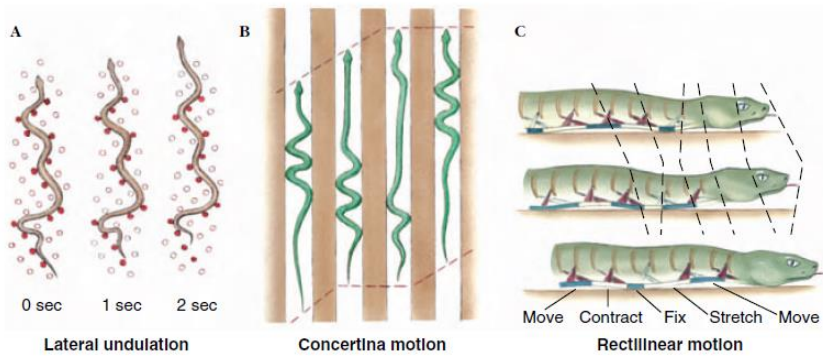 A
B
C
0 sec 1 sec 2 sec
Move Contract Fix Stretch Move
Lateral undulation
Concertina motion
Rectilinear motion